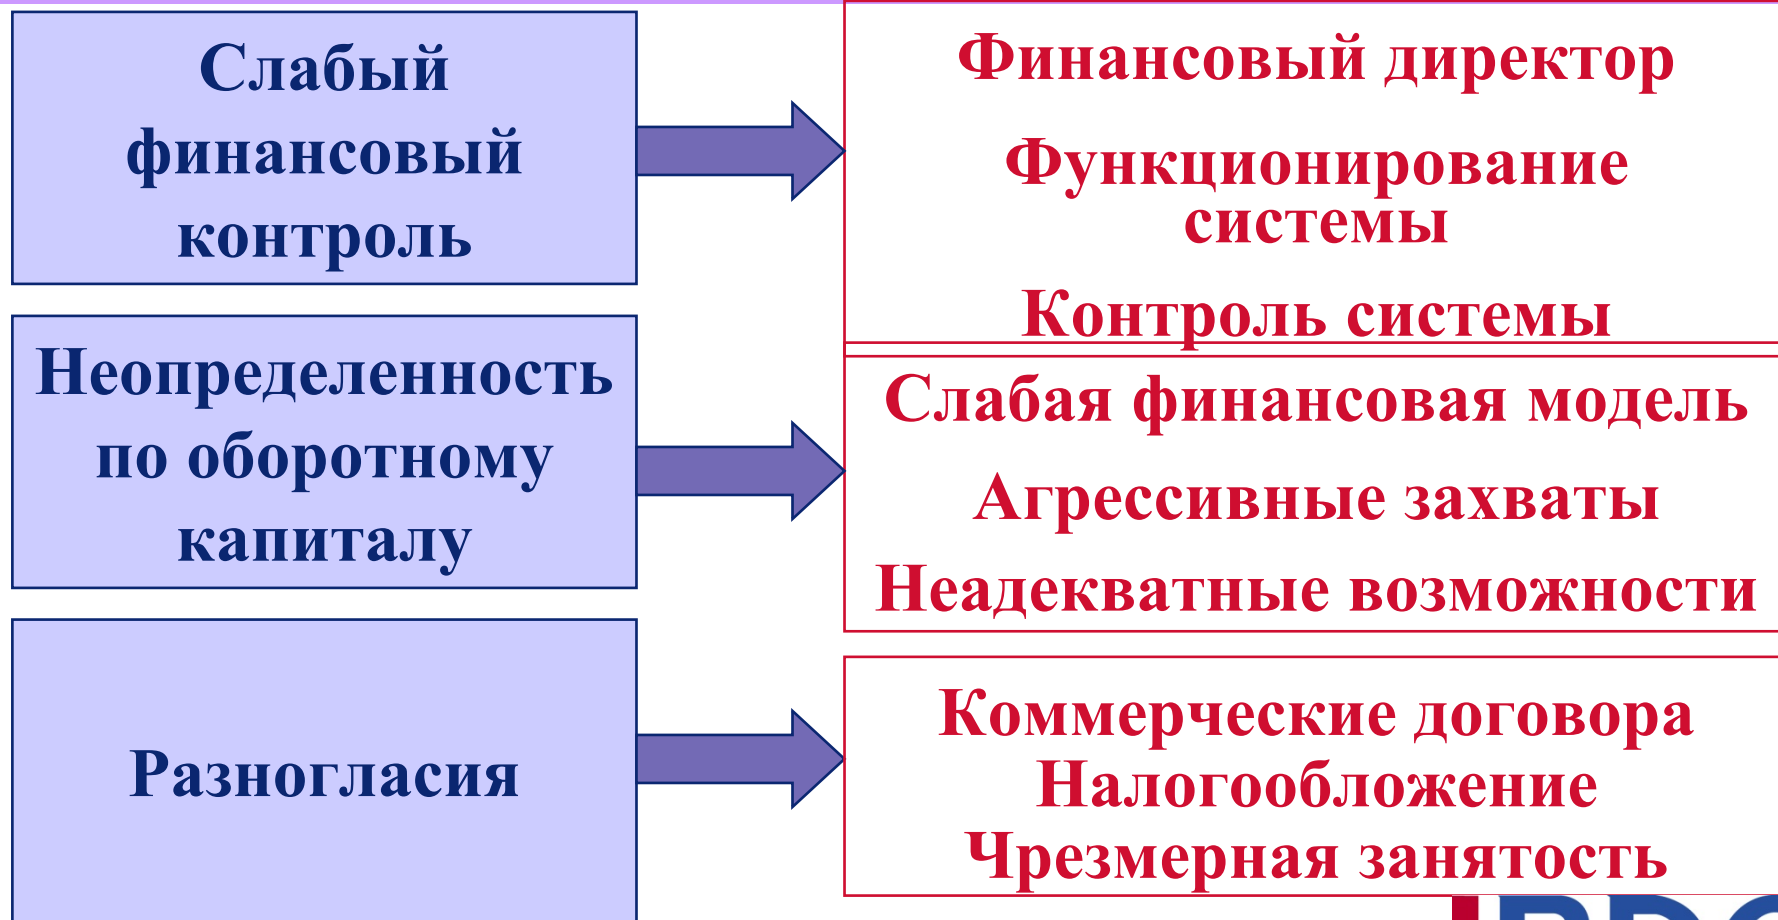 Слабый
финансовый
контроль
Финансовый директор
Функционирование
системы
Контроль системы
Неопределенность
по оборотному
капиталу
Слабая финансовая модель
Агрессивные захваты
Неадекватные возможности
Разногласия
Коммерческие договора
Налогообложение
Чрезмерная занятость